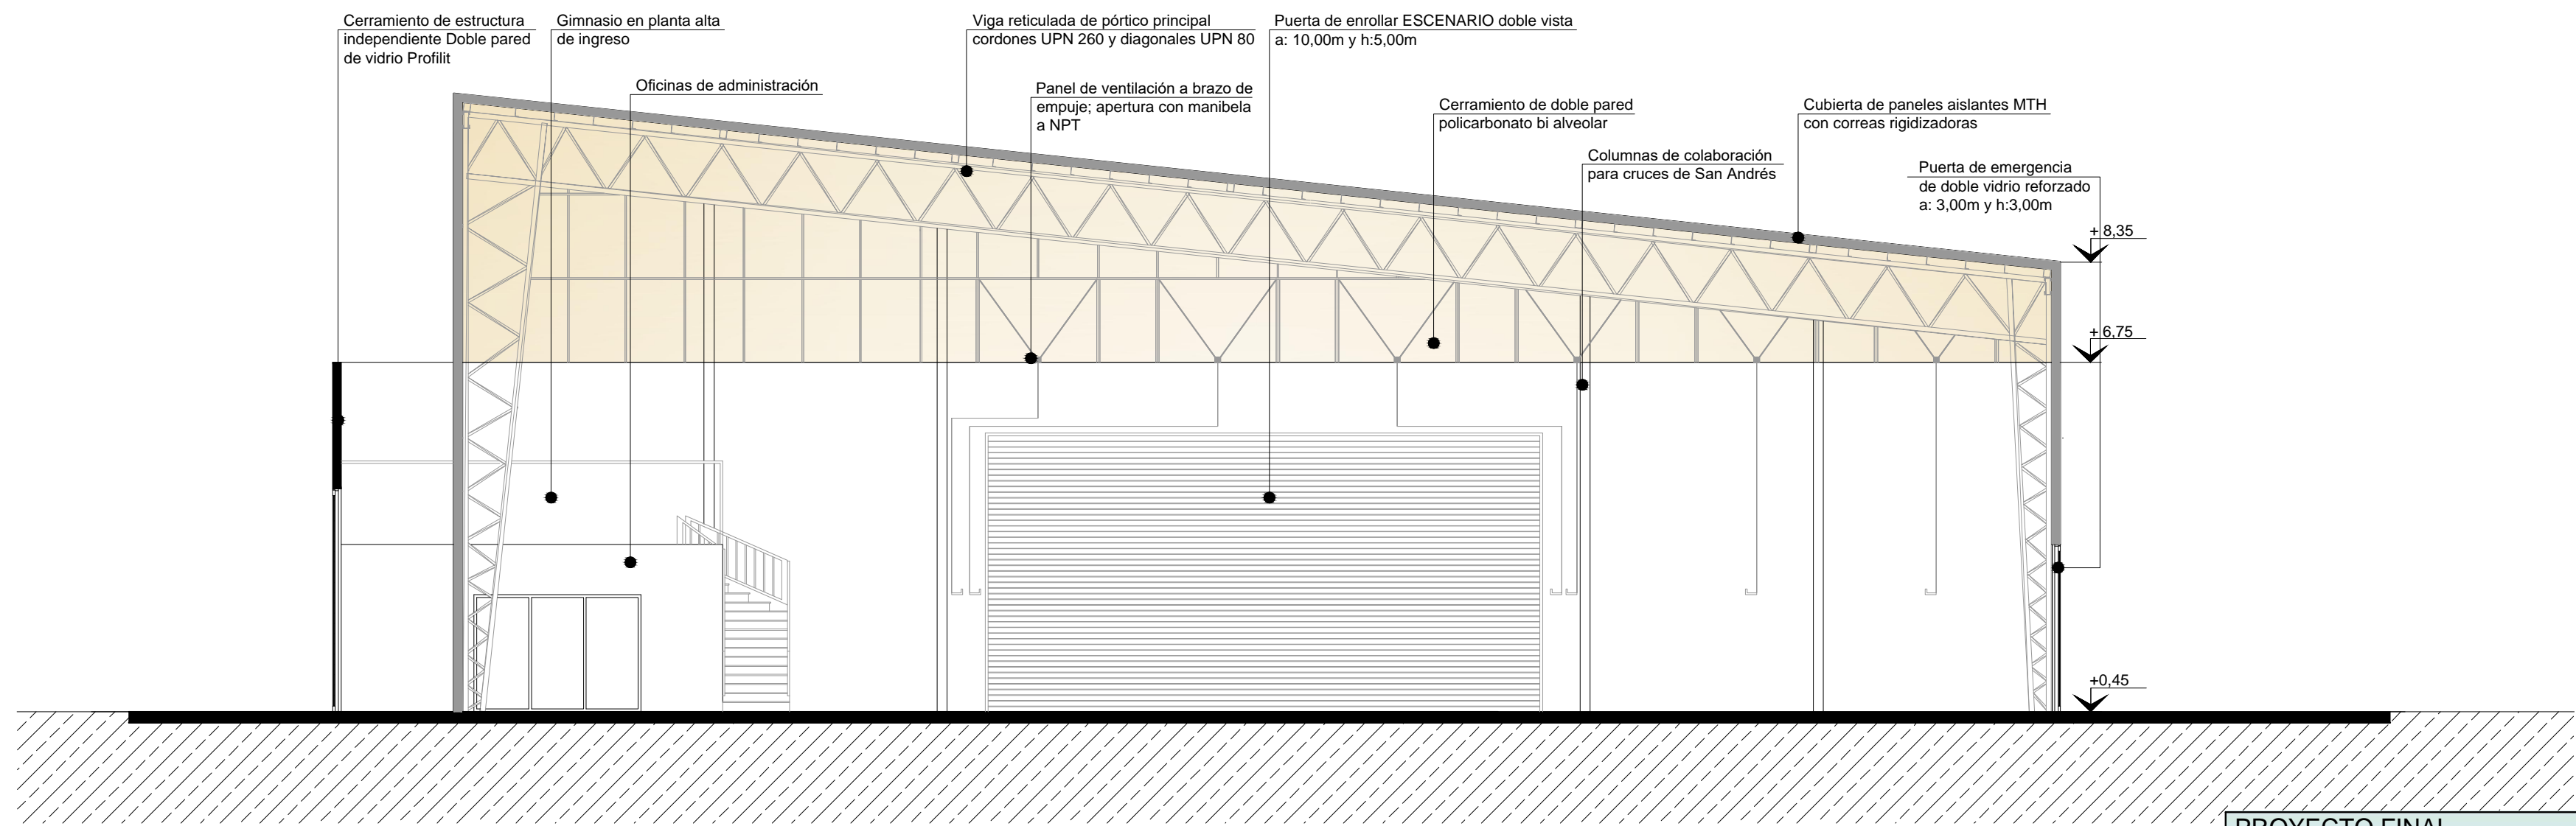 Cerramiento de estructura
independiente Doble pared
de vidrio Profilit
Gimnasio en planta alta
de ingreso
Oficinas de administración
Viga reticulada de pórtico principal
cordones UPN 260 y diagonales UPN 80
Panel de ventilación a brazo de
empuje; apertura con manibela
a NPT
Puerta de enrollar ESCENARIO doble vista
a: 10,00m y h:5,00m
Cerramiento de doble pared
policarbonato bi alveolar
Columnas de colaboración
para cruces de San Andrés
Cubierta de paneles aislantes MTH
con correas rigidizadoras
Puerta de emergencia
de doble vidrio reforzado
a: 3,00m y h:3,00m
+ 8,35
+ 6,75
+0,45
PROYECTO FINAL